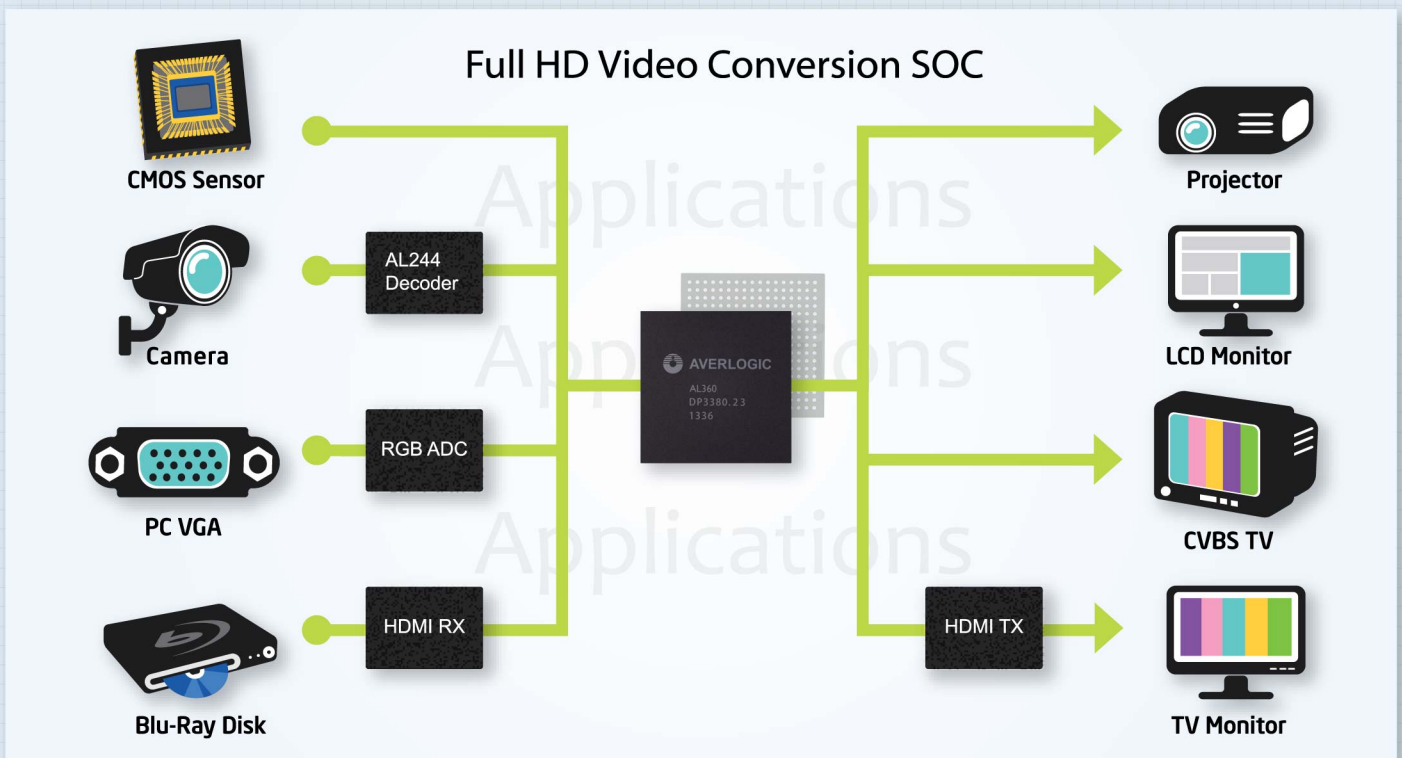 Full HD Video Conversion SOC
Applications
Applications
Applications
CMOS Sensor
AL244
Decoder
Camera
RGB ADC
PC VGA
HDMI RX
Blu-Ray Disk
AVERLOGIC
AL360
DP3380.23
1336
Projector
LCD Monitor
CVBS TV
HDMI TX
TV Monitor